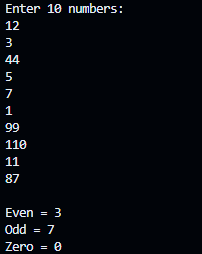 Enter 10 numbers:
12
3
44
5
7
1
99
110
11
87
Even = 3
Odd = 7
Zero = 0